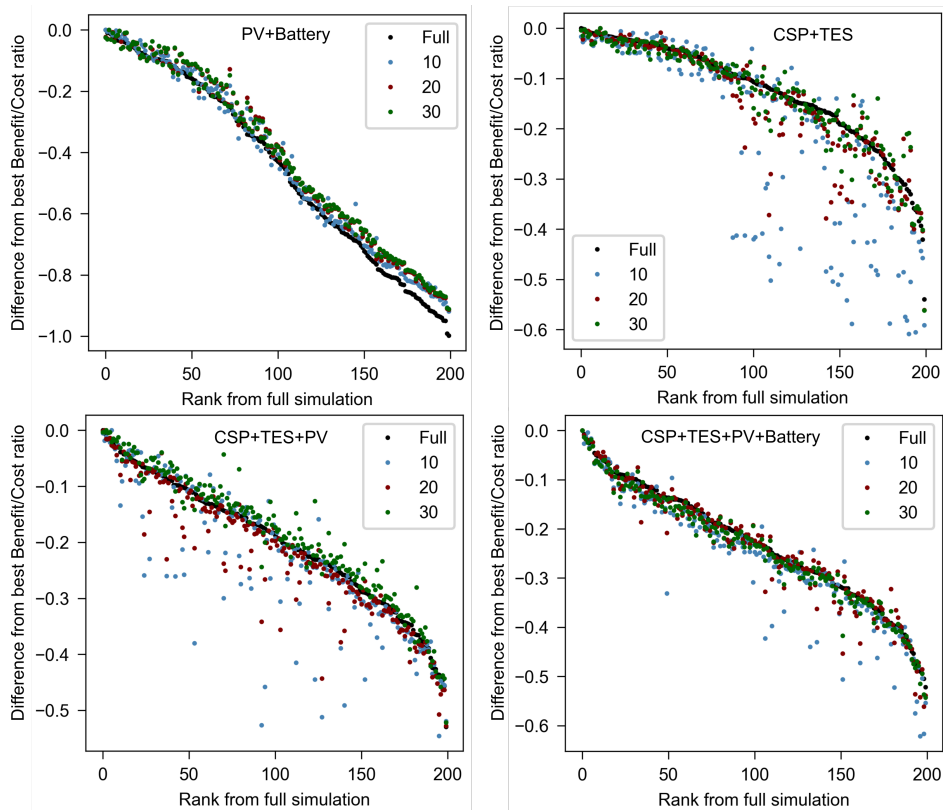 PV+Battery
Full
10
20
30
0.0
−0.2
−0.4
−0.6
−0.8
−1.0
Difference from best Benefit/Cost ratio
0 50 100 150 200
Rank from full simulation
CSP+TES
Full
10
20
30
0.0
−0.1
−0.2
−0.3
−0.4
−0.5
−0.6
Difference from best Benefit/Cost ratio
0 50 100 150 200
Rank from full simulation
CSP+TES+PV
Full
10
20
30
0.0
−0.1
−0.2
−0.3
−0.4
−0.5
Difference from best Benefit/Cost ratio
0 50 100 150 200
Rank from full simulation
CSP+TES+PV+Battery
Full
10
20
30
0.0
−0.1
−0.2
−0.3
−0.4
−0.5
−0.6
Difference from best Benefit/Cost ratio
0 50 100 150 200
Rank from full simulation